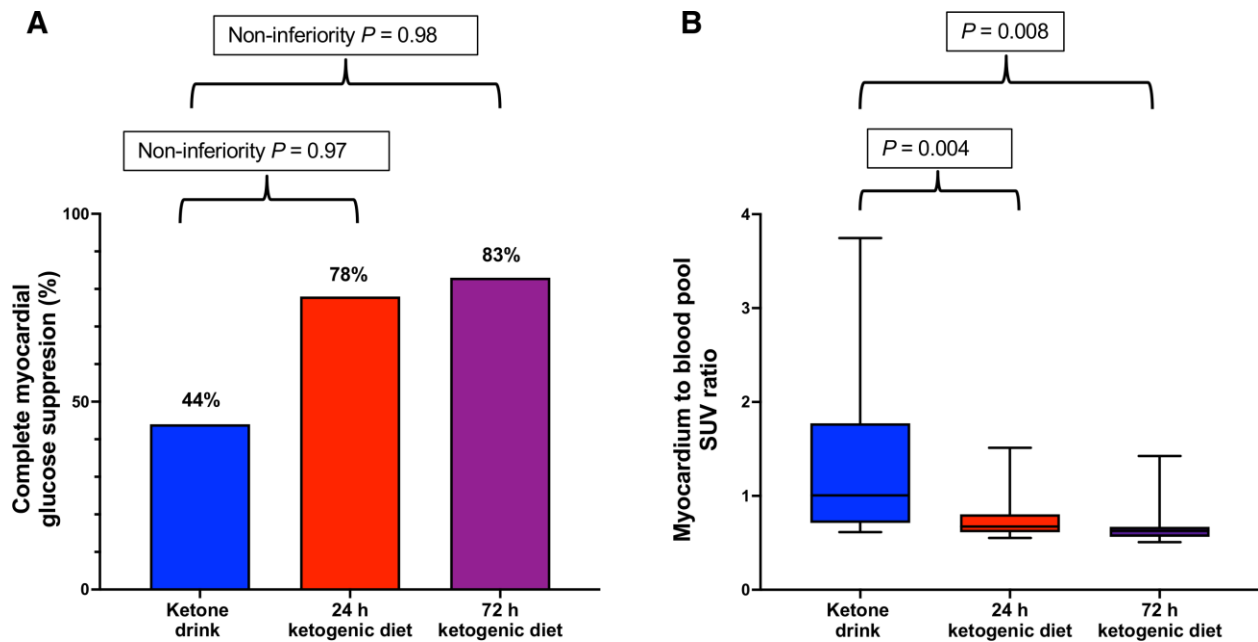 A
Non-inferiority P = 0.98
Non-inferiority P = 0.97
Complete myocardial
glucose suppresion (%)
100
50
0
44%
78%
83%
Ketone
drink
24 h
ketogenic diet
72 h
ketogenic diet
B
P = 0.008
P = 0.004
Myocardium to blood pool
SUV ratio
4
3
2
1
0
Ketone
drink
24 h
ketogenic diet
72 h
ketogenic diet